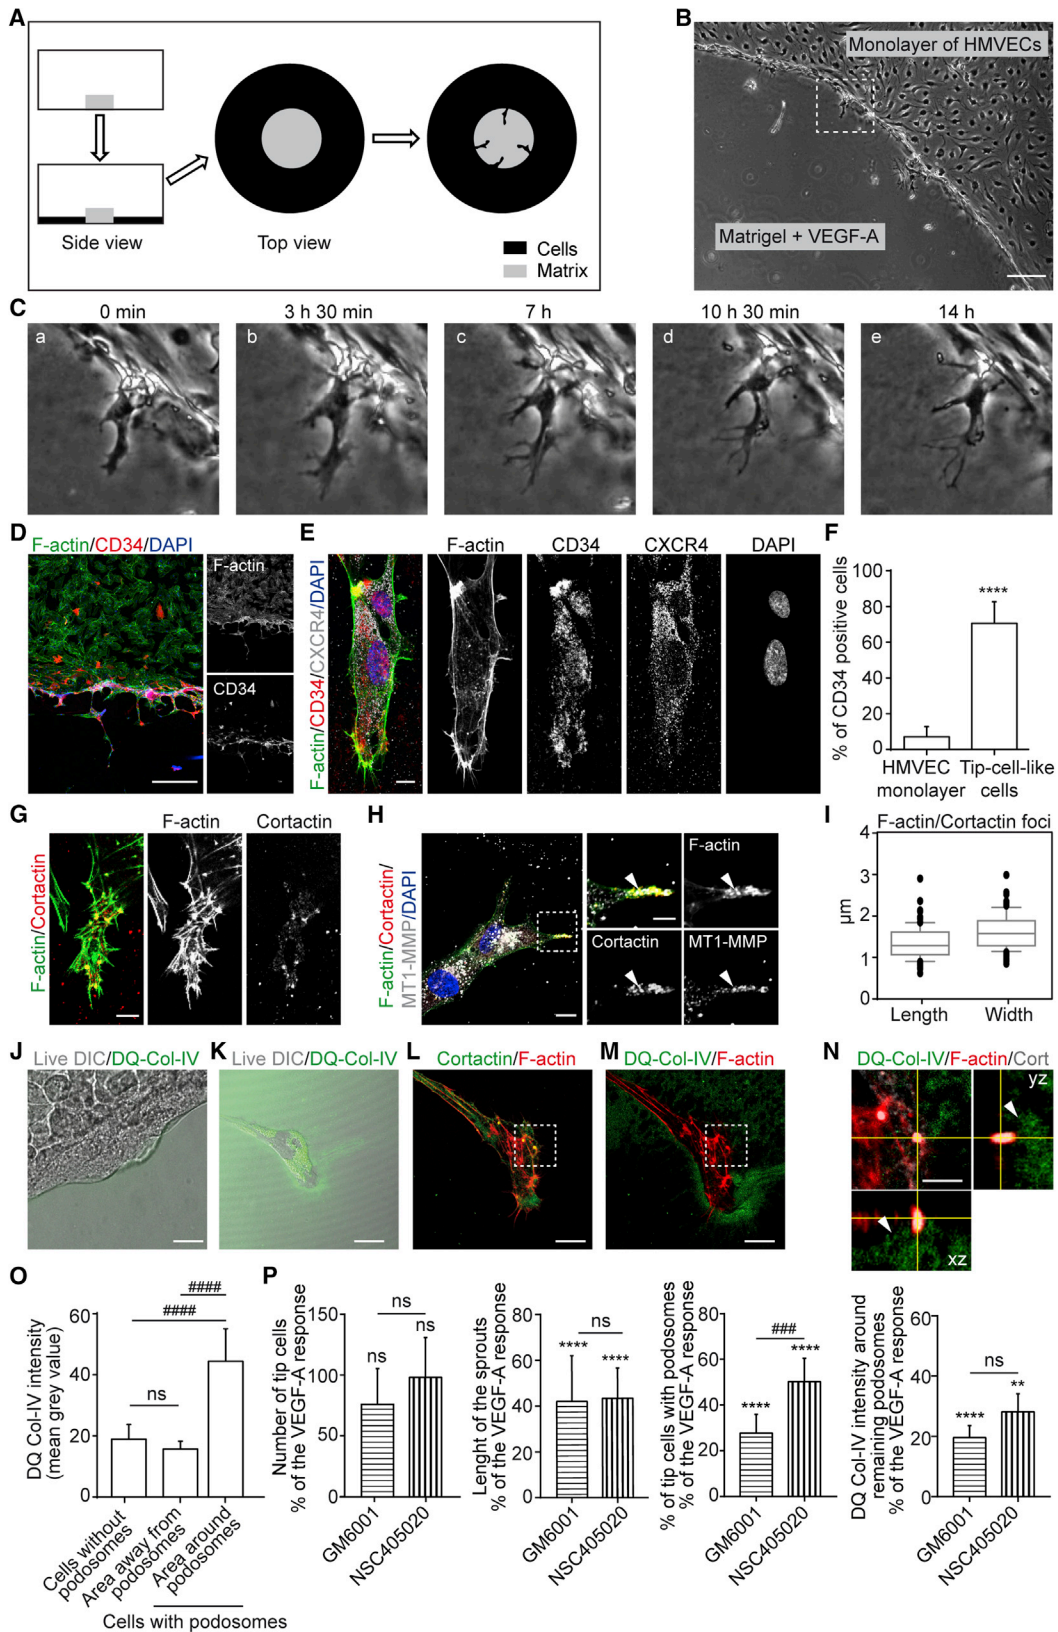 A
Side view
Top view
Cells
Matrix
B
Monolayer of HMVECs
Matrigel + VEGF-A
C
0 min
3 h 30 min
7 h
10 h 30 min
14 h
a
b
c
d
e
D
F-actin/CD34/DAPI
F-actin
CD34
E
F-actin/CD34/CXCR4/DAPI
F-actin
CD34
CXCR4
DAPI
F
% of CD34 positive cells
100
80
60
40
20
0
****
HMVEC
monolayer
Tip-cell-like
cells
G
F-actin/Cortactin
F-actin
Cortactin
H
F-actin/Cortactin/
MT1-MMP/DAPI
F-actin
Cortactin
MT1-MMP
I
F-actin/Cortactin foci
µm
4
3
2
1
0
Length
Width
J
Live DIC/DQ-Col-IV
K
Live DIC/DQ-Col-IV
L
Cortactin/F-actin
M
DQ-Col-IV/F-actin
N
DQ-Col-IV/F-actin/Cort
yz
xz
O
DQ Col-IV intensity
(mean grey value)
60
40
20
0
####
####
ns
Cells without
podosomes
Area away from
podosomes
Area around
podosomes
Cells with podosomes
P
Number of tip cells
% of the VEGF-A response
150
100
50
0
ns
ns
ns
GM6001
NSC405020
Lenght of the sprouts
% of the VEGF-A response
80
60
40
20
0
ns
****
****
GM6001
NSC405020
% of tip cells with podosomes
% of the VEGF-A response
80
60
40
20
0
###
****
****
GM6001
NSC405020
DQ Col-IV intensity around
remaining podosomes
% of the VEGF-A response
60
40
20
0
ns
****
**
GM6001
NSC405020